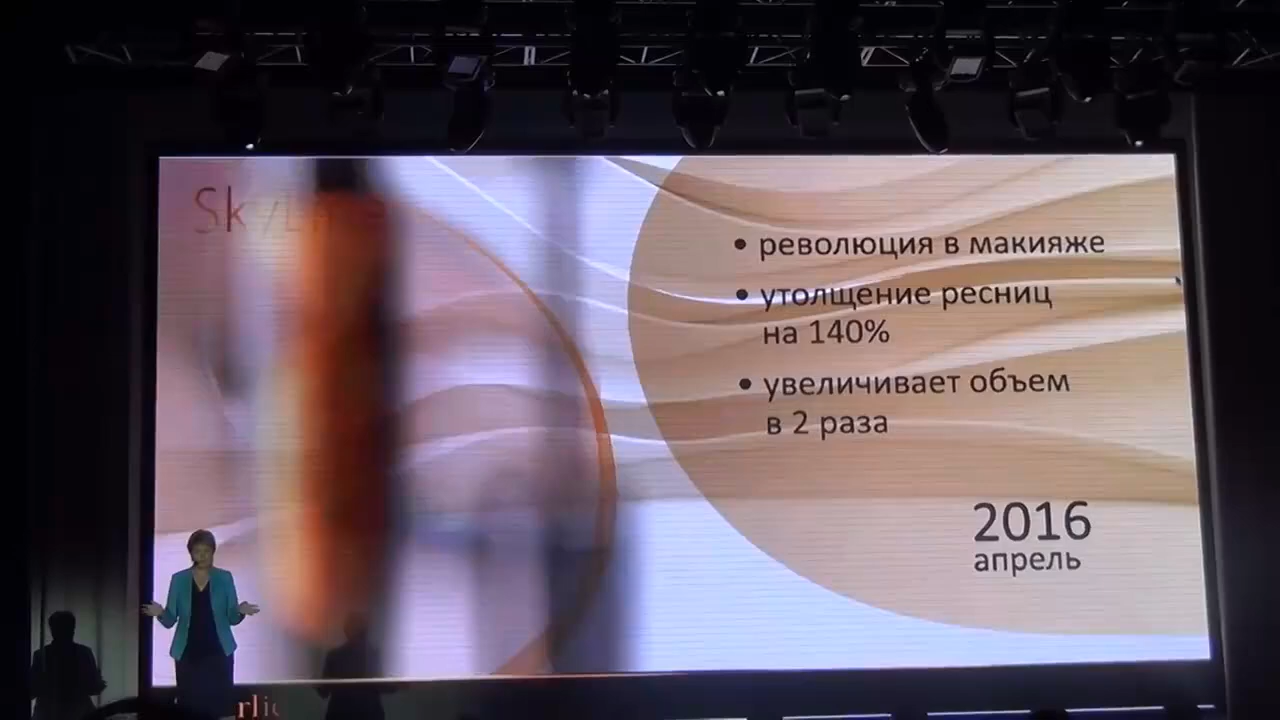 • революция в макияже
• утолщение ресниц
на 140%
• увеличивает объем
в 2 раза
2016
апрель